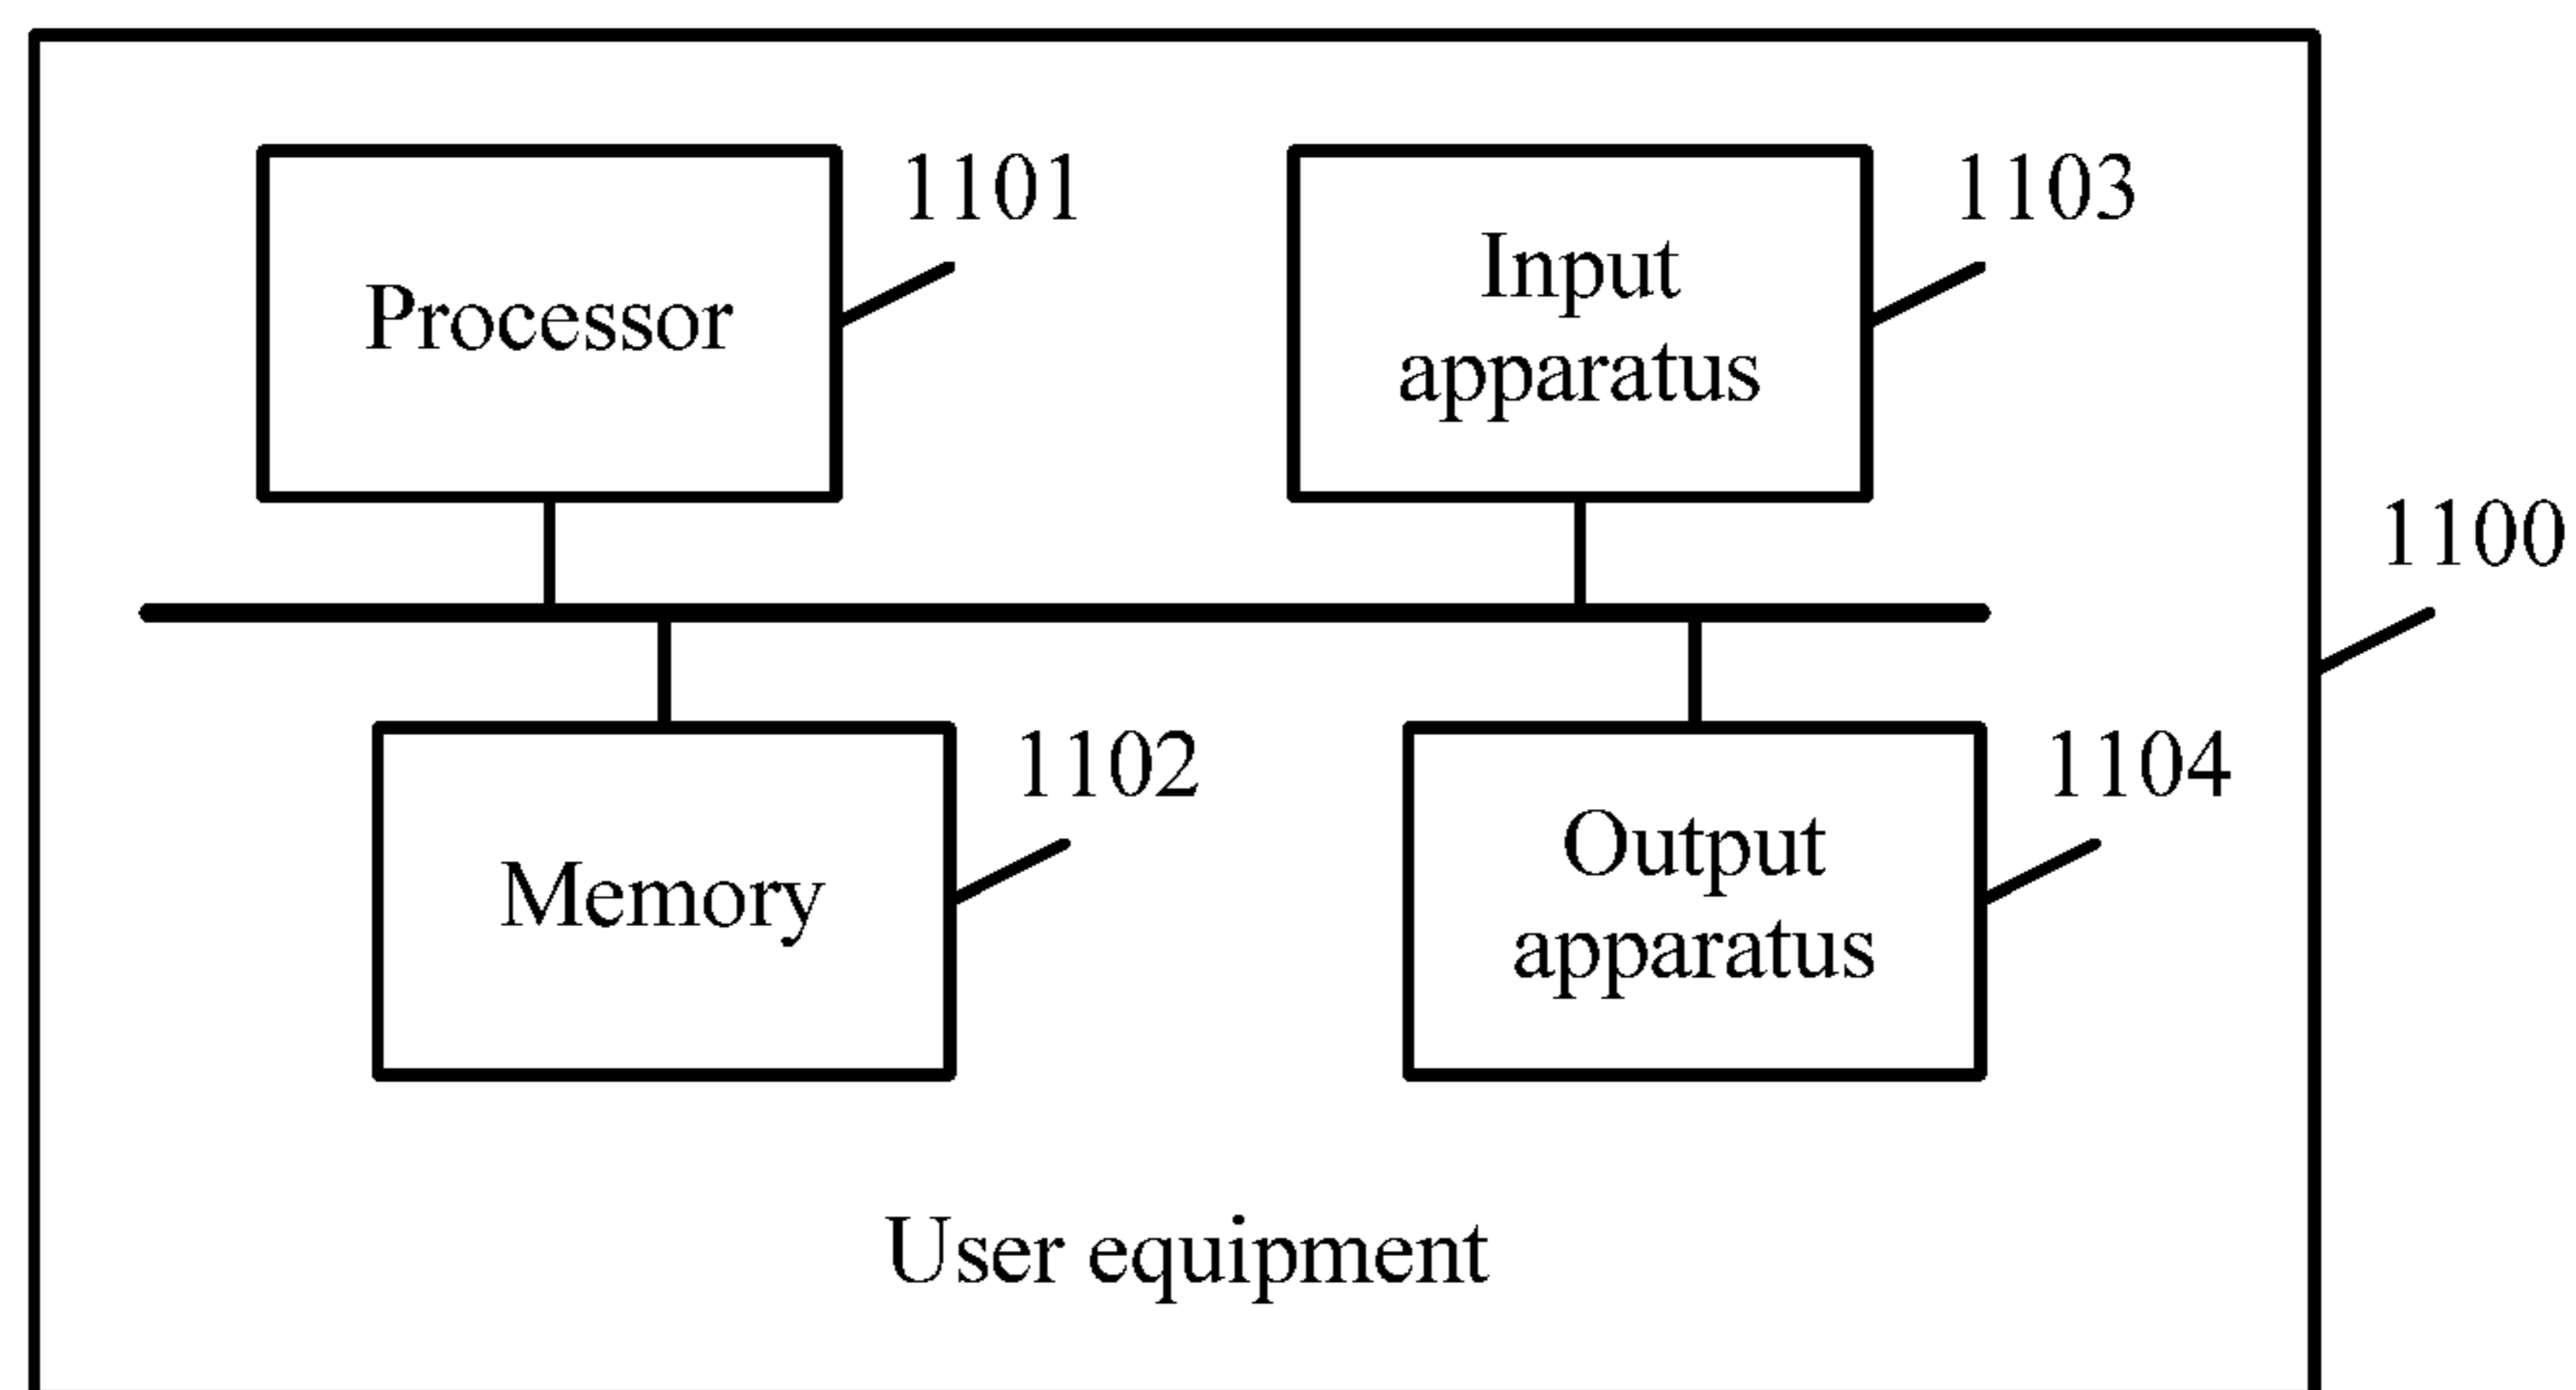 1101
Processor
1103
Input
apparatus
1100
1102
Memory
1104
Output
apparatus
User equipment